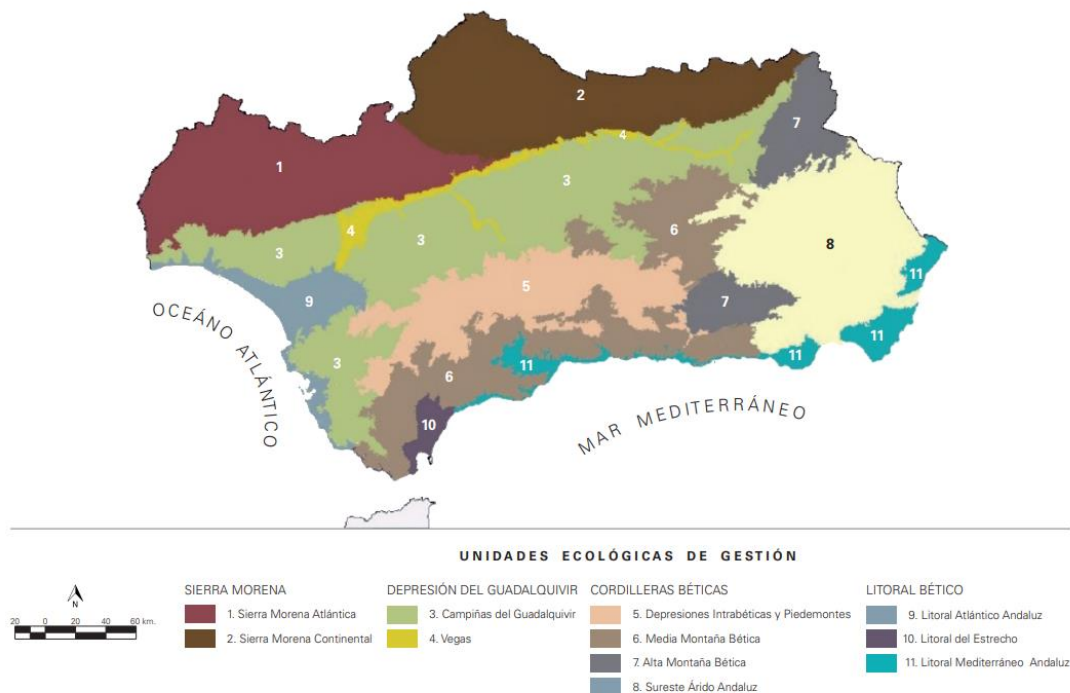 2
7
4
1
3
4
6
3
3
8
5
11
9
7
11
3
11
11
6
10
OCEÁNO ATLÁNTICO
MAR MEDITERRÁNEO
UNIDADES ECOLÓGICAS DE GESTIÓN
N
20 0 20 40 60 km.
SIERRA MORENA
1. Sierra Morena Atlántica
2. Sierra Morena Continental
DEPRESIÓN DEL GUADALQUIVIR
3. Campiñas del Guadalquivir
4. Vegas
CORDILLERAS BÉTICAS
5. Depresiones Intrabéticas y Piedemontes
6. Media Montaña Bética
7. Alta Montaña Bética
8. Sureste Árido Andaluz
LITORAL BÉTICO
9. Litoral Atlántico Andaluz
10. Litoral del Estrecho
11. Litoral Mediterráneo Andaluz